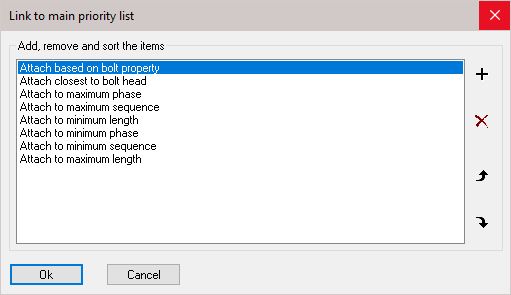 Link to main priority list
Add, remove and sort the items
Attach based on bolt property
Attach closest to bolt head
Attach to maximum phase
Attach to maximum sequence
Attach to minimum length
Attach to minimum phase
Attach to minimum sequence
Attach to maximum length
Ok
Cancel